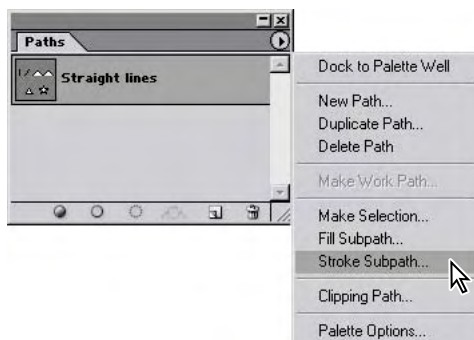 Paths
Straight lines
Dock to Palette Well
New Path...
Duplicate Path...
Delete Path
Make Work Path...
Make Selection...
Fill Subpath...
Stroke Subpath...
Clipping Path...
Palette Options...